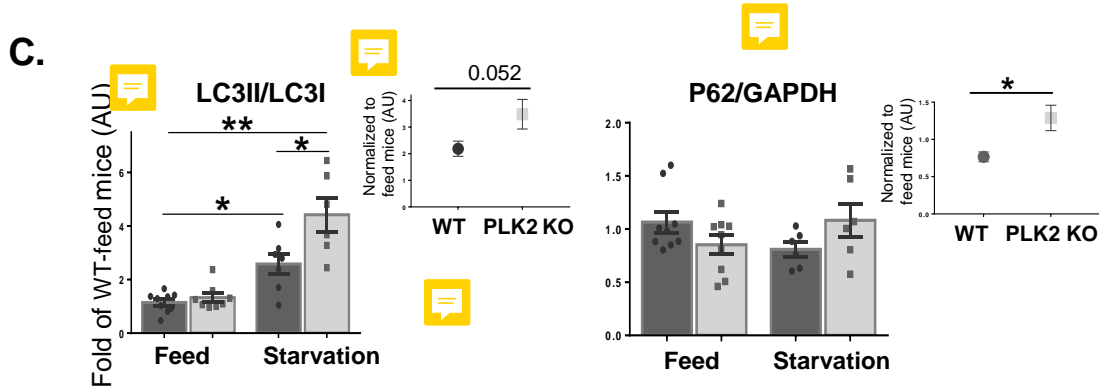 C.
LC3II/LC3I
Fold of WT-feed mice (AU)
6
4
2
0
**
*
*
Feed
Starvation
Normalized to
feed mice (AU)
4
3
2
1
0
0.052
WT
PLK2 KO
P62/GAPDH
2.0
1.5
1.0
0.5
0.0
Feed
Starvation
Normalized to
feed mice (AU)
1.5
1.0
0.5
0.0
*
WT
PLK2 KO